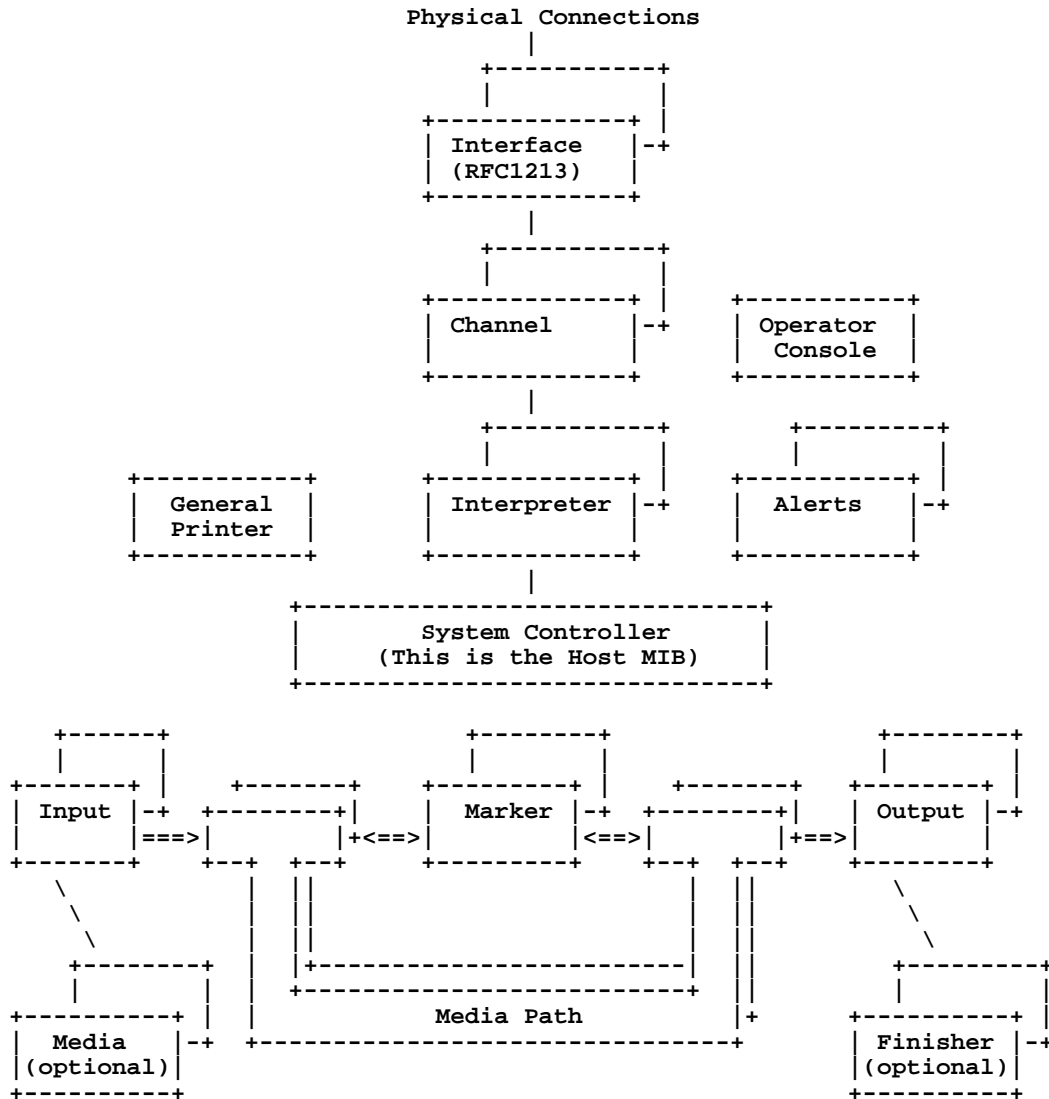 Physical Connections
Interface
(RFC1213)
Channel
Operator
Console
General
Printer
Interpreter
Alerts
System Controller
(This is the Host MIB)
Input
Marker
Output
Media Path
Media
(optional)
Finisher
(optional)